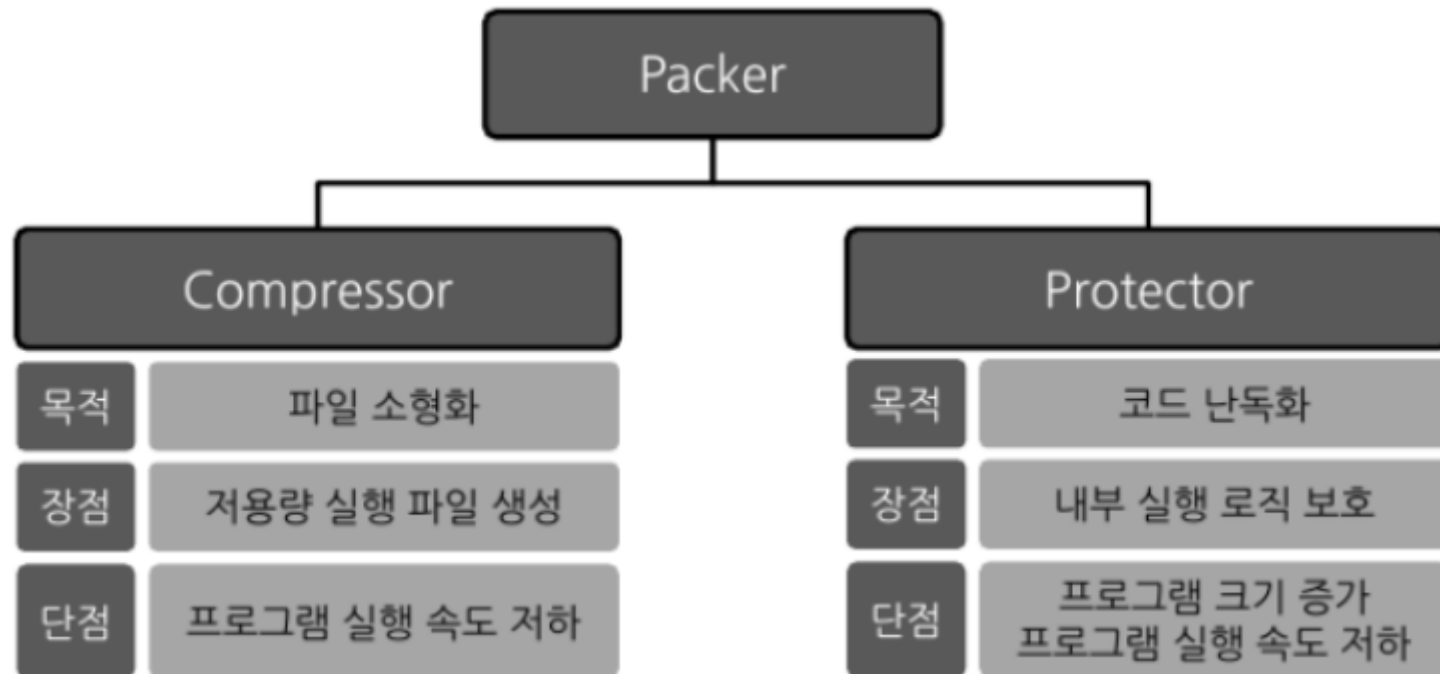 Packer
Compressor
목적 파일 소형화
장점 저용량 실행 파일 생성
단점 프로그램 실행 속도 저하
Protector
목적 코드 난독화
장점 내부 실행 로직 보호
단점 프로그램 크기 증가
프로그램 실행 속도 저하